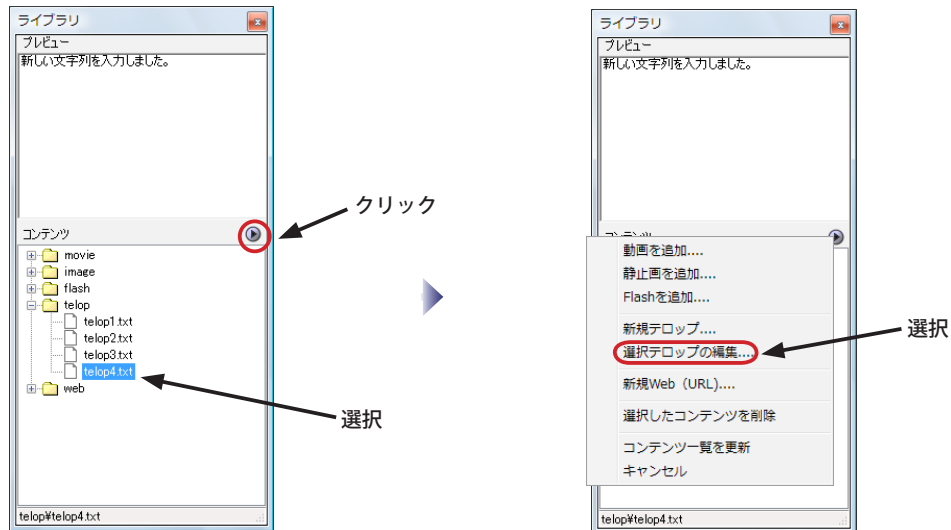 ライブラリ
プレビュー
新しい文字列を入力しました。
クリック
コンテンツ
movie
image
flash
telop
telop1.txt
telop2.txt
telop3.txt
telop4.txt
web
選択
telop¥telop4.txt
ライブラリ
プレビュー
新しい文字列を入力しました。
コンテンツ
動画を追加....
静止画を追加....
Flashを追加....
新規テロップ....
選択テロップの編集....
選択
新規Web（URL)....
選択したコンテンツを削除
コンテンツ一覧を更新
キャンセル
telop¥telop4.txt